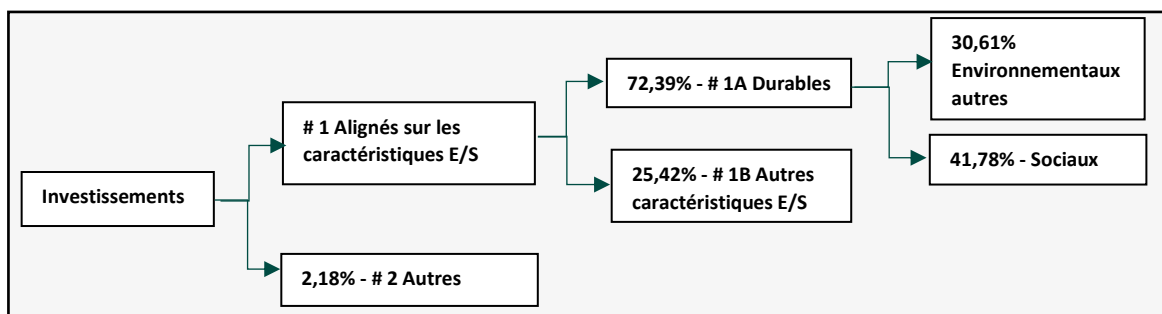 Investissements
# 1 Alignés sur les
caractéristiques E/S
2,18% - # 2 Autres
72,39% - # 1A Durables
25,42% - # 1B Autres
caractéristiques E/S
30,61%
Environnementaux
autres
41,78% - Sociaux